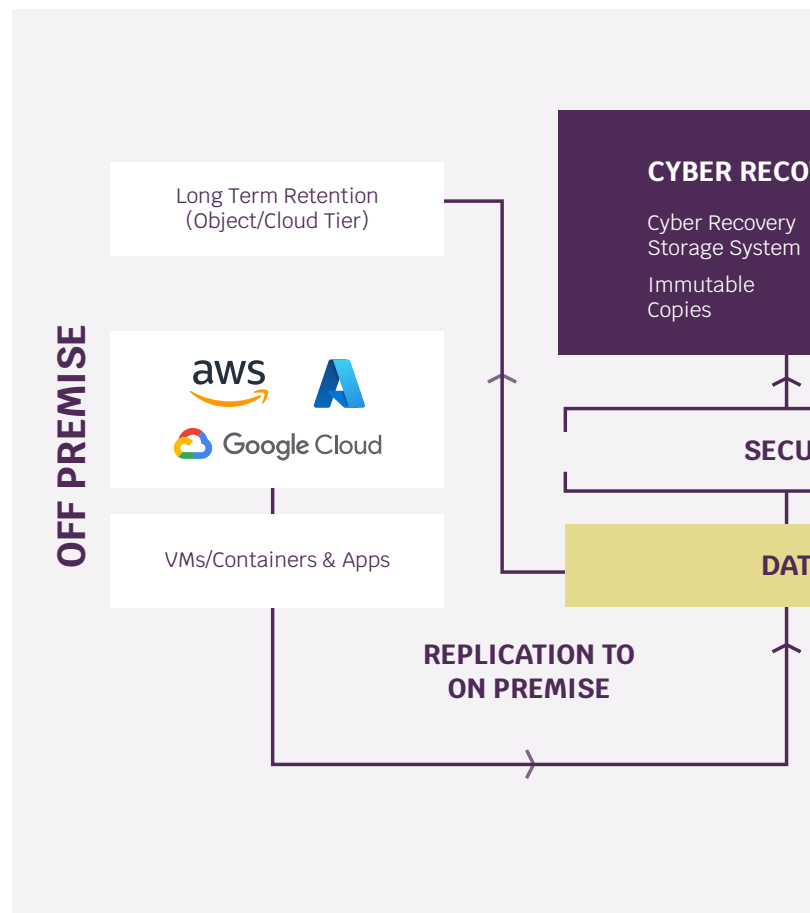 Long Term Retention
(Object/Cloud Tier)
OFF PREMISE
aws
Google Cloud
VMs/Containers & Apps
REPLICATION TO
ON PREMISE
CYBER RECO
Cyber Recovery
Storage System
Immutable
Copies
SECU
DAT